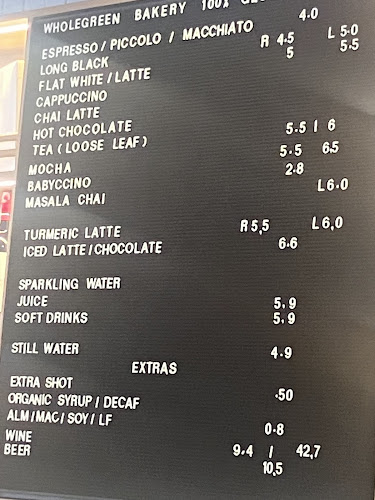 WHOLEGREEN BAKERY 100%
ESPRESSO / PICCOLO / MACCHIATO 4.0
LONG BLACK R 4.5 L 5.0
FLAT WHITE / LATTE 5 5.5
CAPPUCCINO
CHAI LATTE
HOT CHOCOLATE
TEA ( LOOSE LEAF ) 5.5 | 6
MOCHA 5.5 6.5
BABYCCINO 2.8
MASALA CHAI L6.0
TURMERIC LATTE R 5,5 L 6,0
ICED LATTE / CHOCOLATE 6.6
SPARKLING WATER
JUICE 5.9
SOFT DRINKS 5.9
STILL WATER 4.9
EXTRAS
EXTRA SHOT
ORGANIC SYRUP / DECAF .50
ALM / MAC / SOY / LF 0.8
WINE 9.4 / 42,7
BEER 10,5